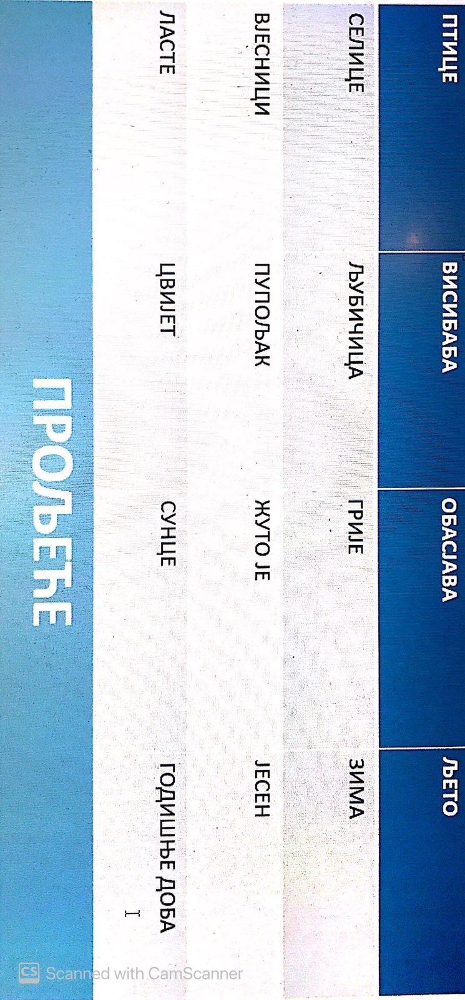 ПТИЦЕ ВИСИБАБА ОБАСЈАВА ЉЕТО
СЕЛИЦЕ ЉУБИЧИЦА ГРИЈЕ ЗИМА
ВЈЕСНИЦИ ПУПОЉАК ЖУТО ЈЕ ЈЕСЕН
ЛАСТЕ ЦВИЈЕТ СУНЦЕ ГОДИШЊЕ ДОБА
ПРОЉЕЋЕ
CS Scanned with CamScanner